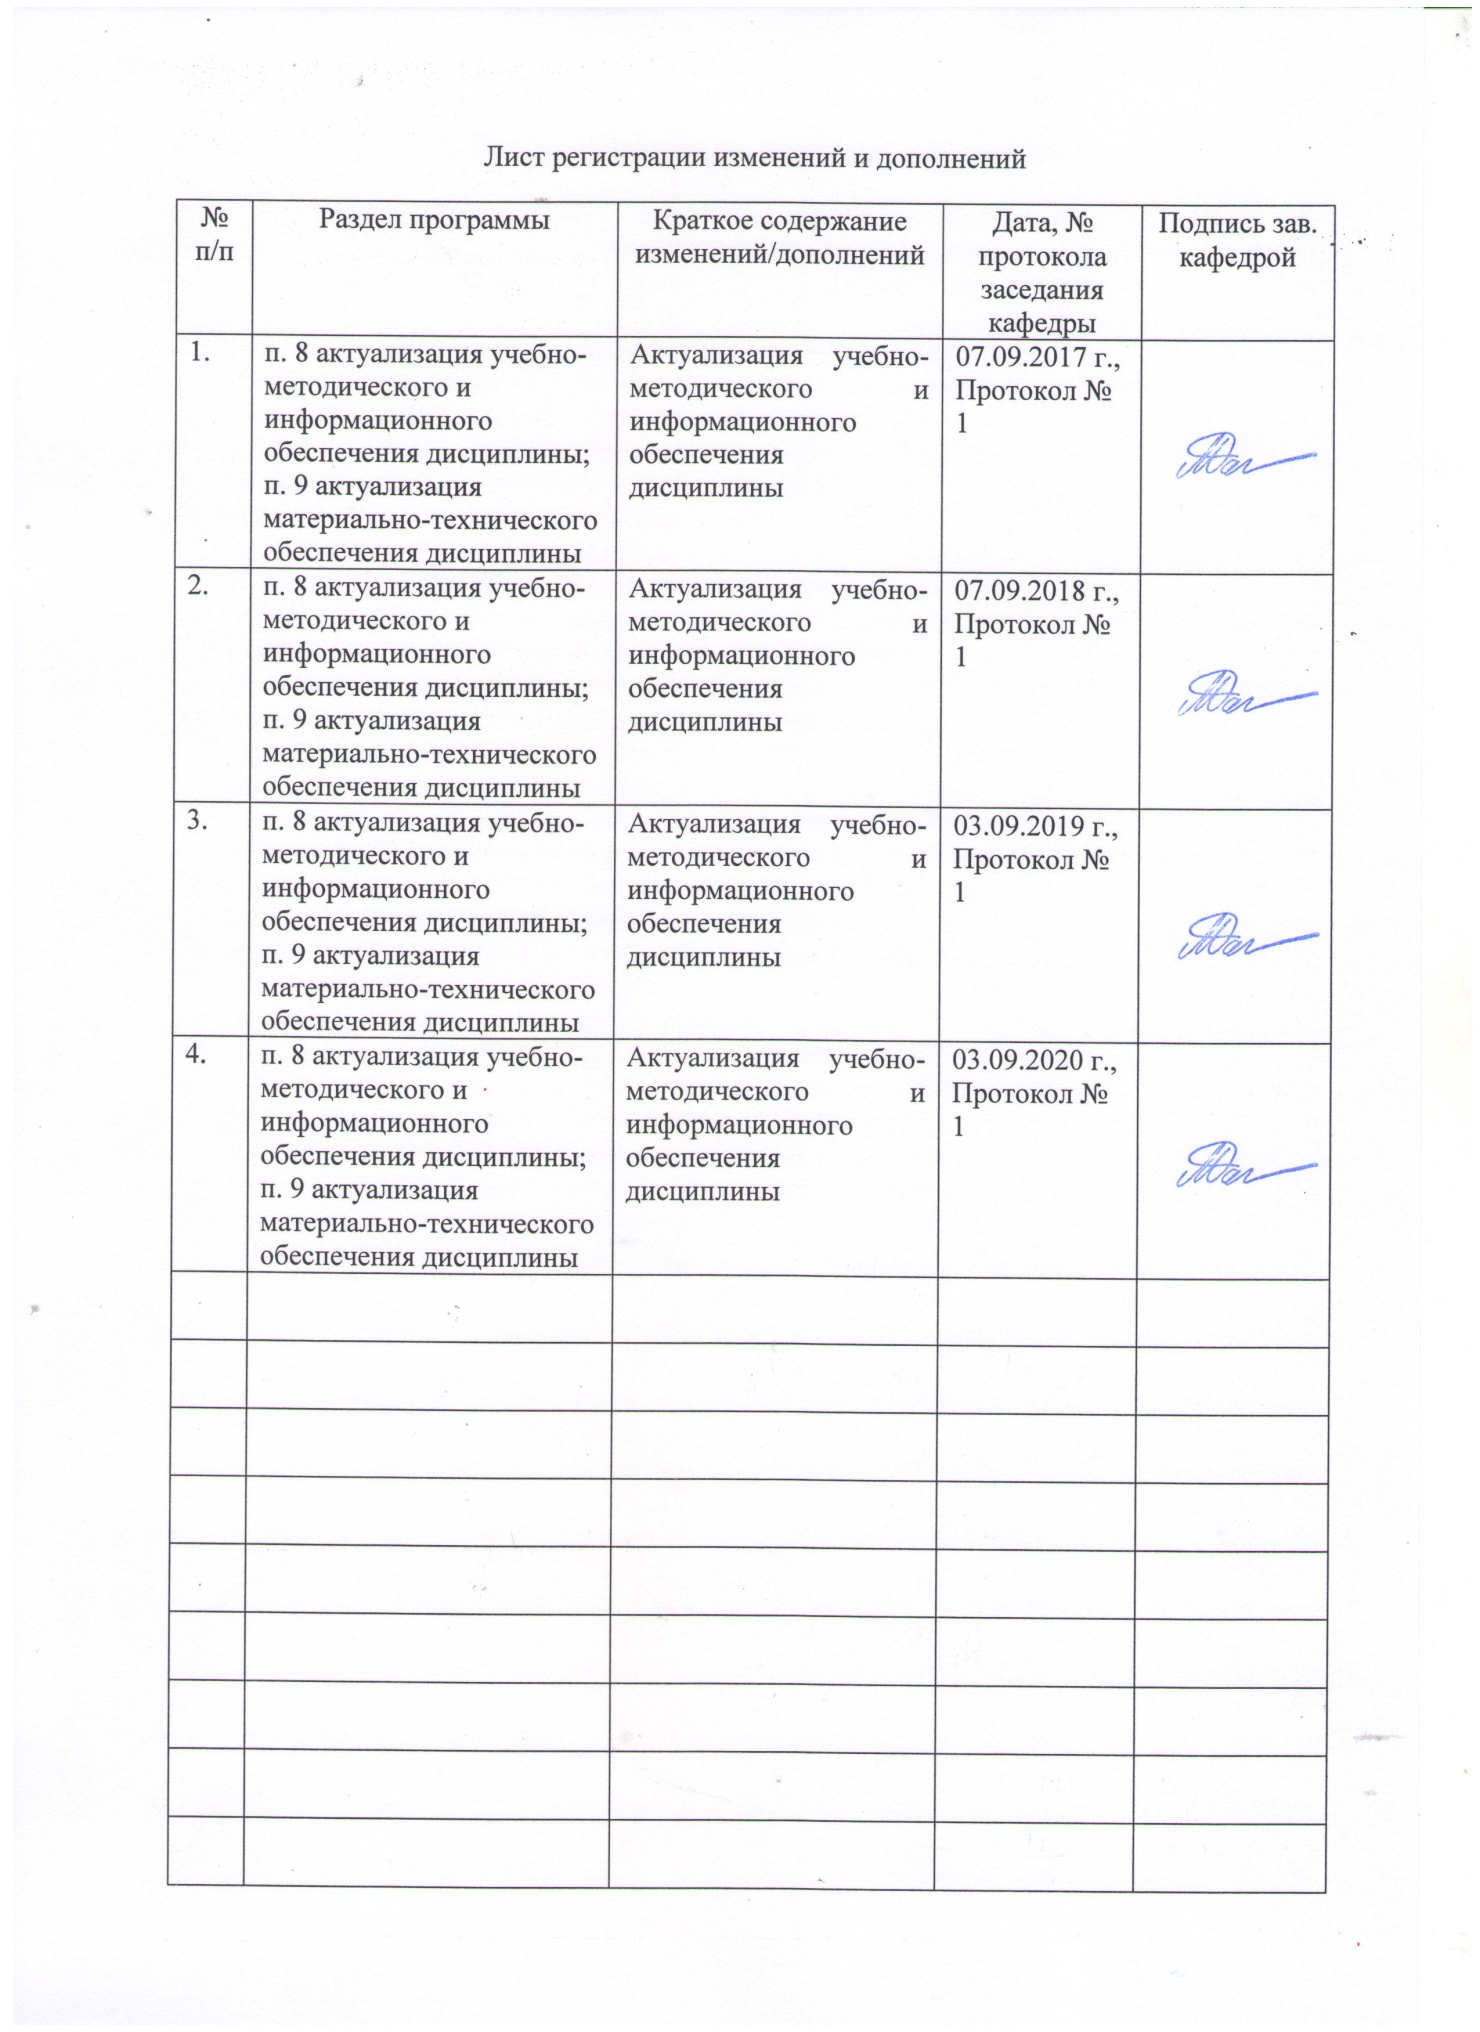 Лист регистрации изменений и дополнений
№
п/п
Раздел программы
Краткое содержание
изменений/дополнений
Дата, №
протокола
заседания
кафедры
Подпись зав.
кафедрой
1.
п. 8 актуализация учебно-
методического и
информационного
обеспечения дисциплины;
п. 9 актуализация
материально-технического
обеспечения дисциплины
Актуализация учебно-
методического и
информационного
обеспечения
дисциплины
07.09.2017 г.,
Протокол №
1
2.
п. 8 актуализация учебно-
методического и
информационного
обеспечения дисциплины;
п. 9 актуализация
материально-технического
обеспечения дисциплины
Актуализация учебно-
методического и
информационного
обеспечения
дисциплины
07.09.2018 г.,
Протокол №
1
3.
п. 8 актуализация учебно-
методического и
информационного
обеспечения дисциплины;
п. 9 актуализация
материально-технического
обеспечения дисциплины
Актуализация учебно-
методического и
информационного
обеспечения
дисциплины
03.09.2019 г.,
Протокол №
1
4.
п. 8 актуализация учебно-
методического и
информационного
обеспечения дисциплины;
п. 9 актуализация
материально-технического
обеспечения дисциплины
Актуализация учебно-
методического и
информационного
обеспечения
дисциплины
03.09.2020 г.,
Протокол №
1